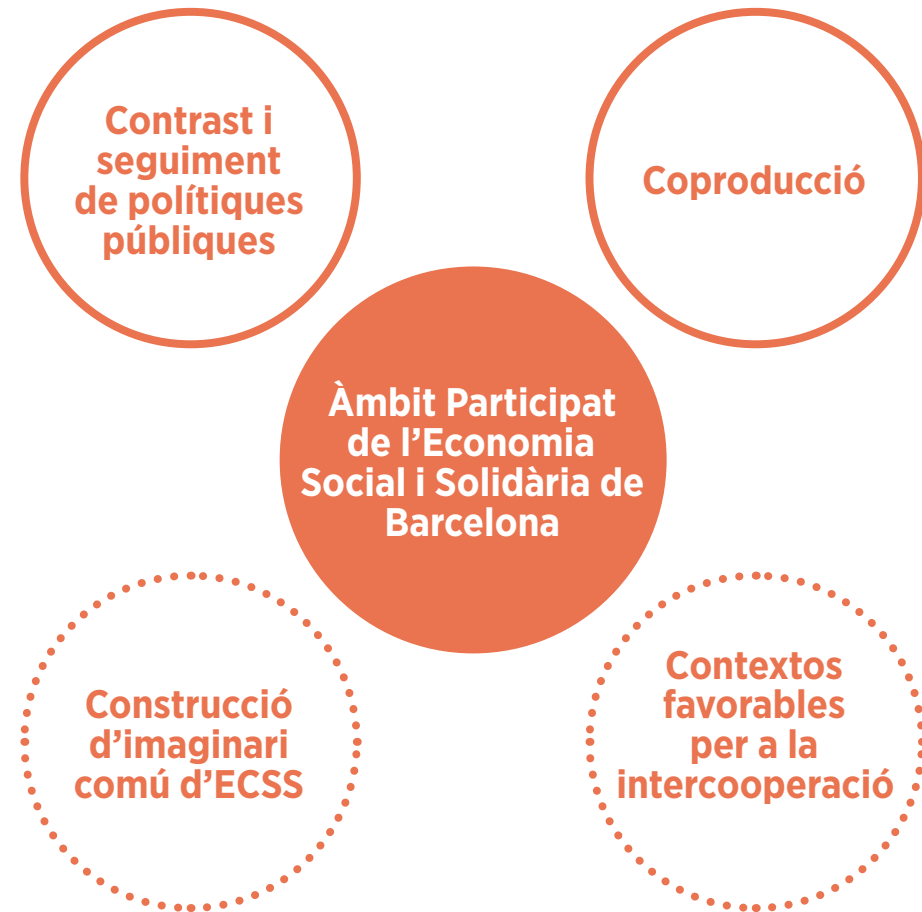 Contrast i
seguiment
de polítiques
públiques
Coproducció
Àmbit Participat
de l’Economia
Social i Solidària de
Barcelona
Construcció
d’imaginari
comú d’ECSS
Contextos
favorables
per a la
intercooperació